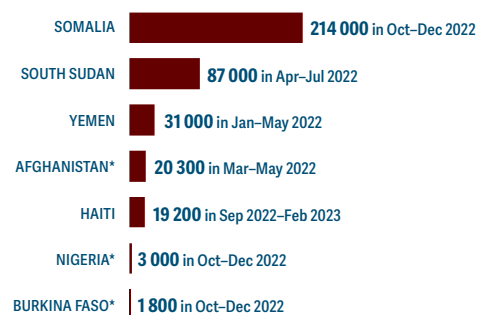 SOMALIA 214 000 in Oct–Dec 2022
SOUTH SUDAN 87 000 in Apr–Jul 2022
YEMEN 31 000 in Jan–May 2022
AFGHANISTAN* 20 300 in Mar–May 2022
HAITI 19 200 in Sep 2022–Feb 2023
NIGERIA* 3 000 in Oct–Dec 2022
BURKINA FASO* 1 800 in Oct–Dec 2022